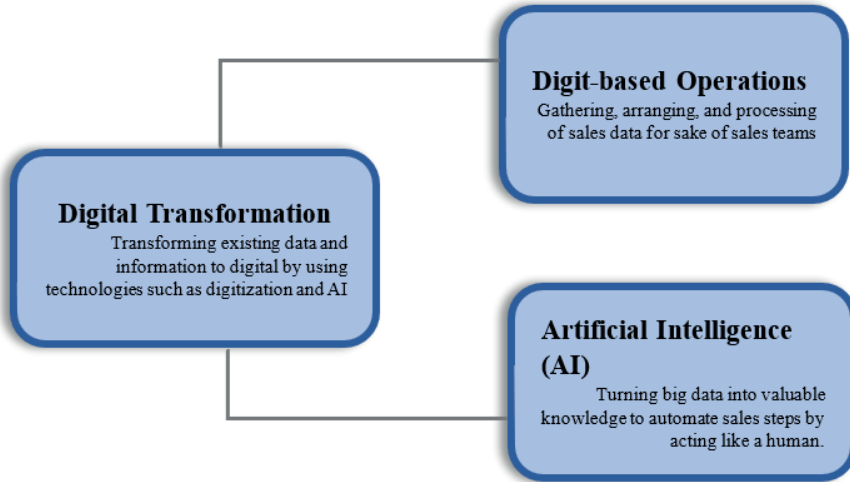 Digit-based Operations
Gathering, arranging, and processing
of sales data for sake of sales teams
Digital Transformation
Transforming existing data and
information to digital by using
technologies such as digitization and AI
Artificial Intelligence
(AI)
Turning big data into valuable
knowledge to automate sales steps by
acting like a human.